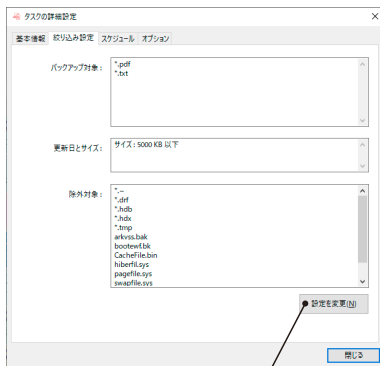 タスクの詳細設定
基本情報 絞り込み設定 スケジュール オプション
バックアップ対象：
*.pdf
*.txt
更新日とサイズ：
サイズ：5000 KB 以下
除外対象：
*.~
*.drf
*.hdb
*.hdx
*.tmp
arkvss.bak
bootewf.bk
CacheFile.bin
hiberfil.sys
pagefile.sys
swapfile.sys
設定を変更(N)
閉じる